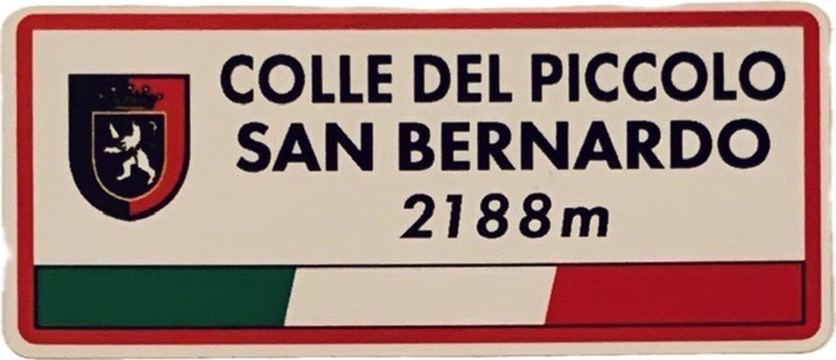 COLLE DEL PICCOLO
SAN BERNARDO
2188m